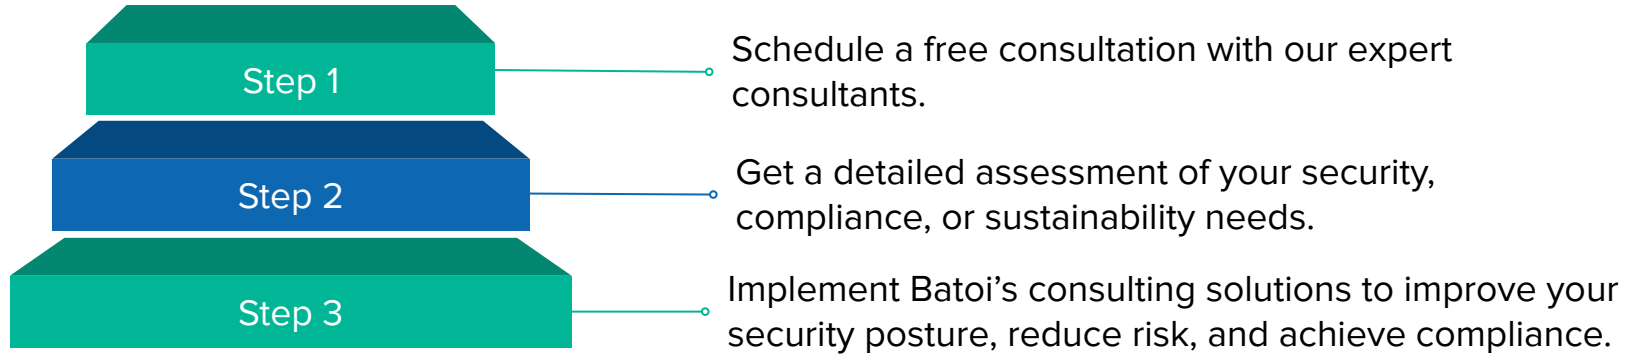 Step 1
Schedule a free consultation with our expert
consultants.
Step 2
Get a detailed assessment of your security,
compliance, or sustainability needs.
Step 3
Implement Batoi’s consulting solutions to improve your
security posture, reduce risk, and achieve compliance.